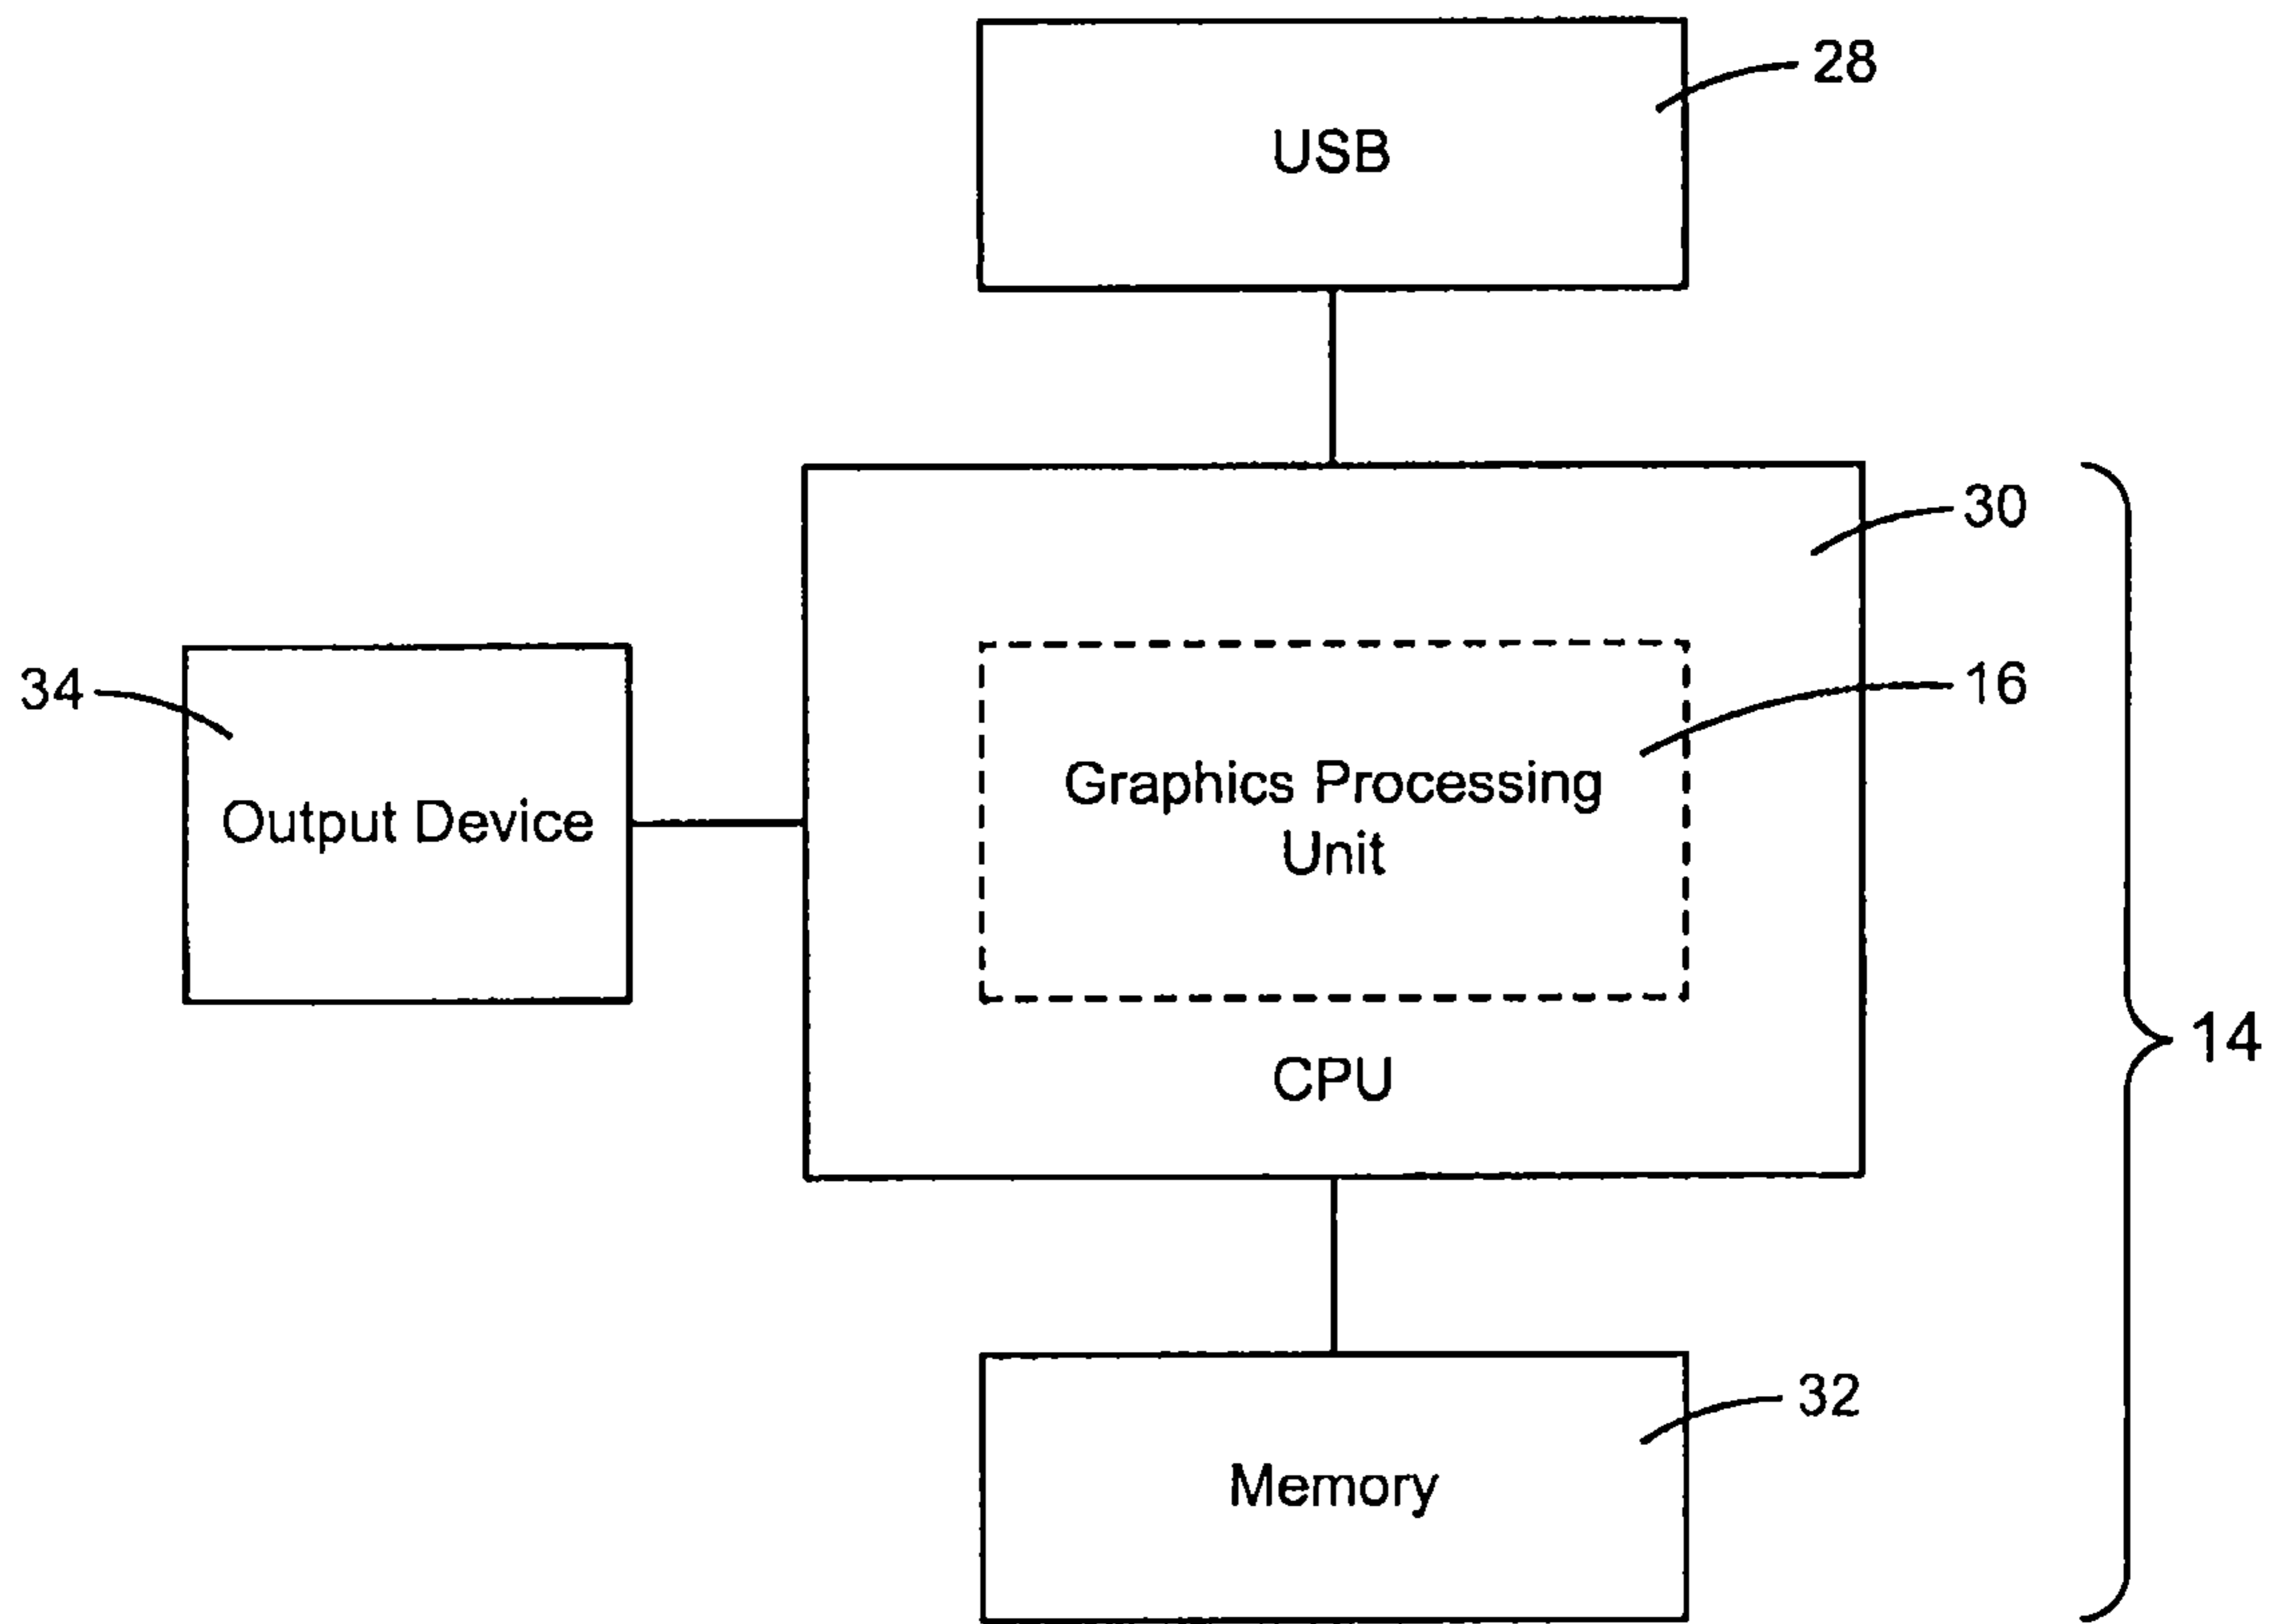 28
USB
30
34
16
Graphics Processing
Unit
Output Device
14
CPU
32
Memory